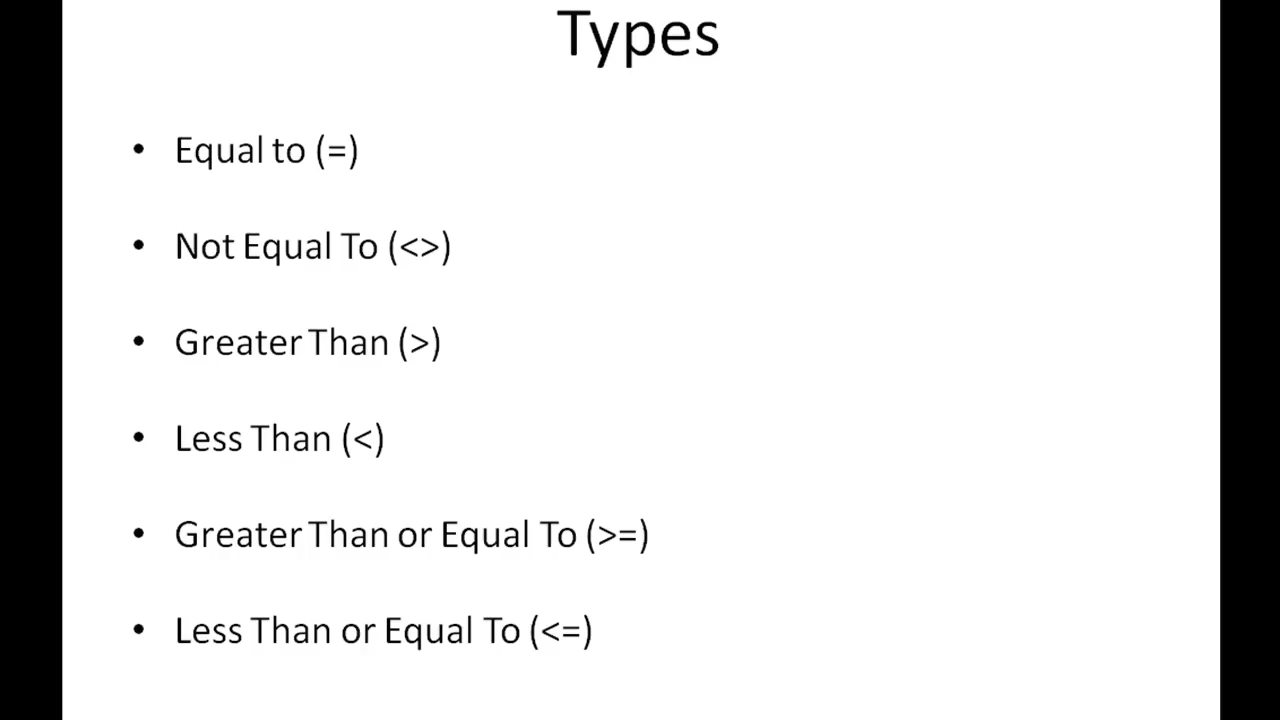 Types
• Equal to (=)
• Not Equal To (<>)
• Greater Than (>)
• Less Than (<)
• Greater Than or Equal To (>=)
• Less Than or Equal To (<=)